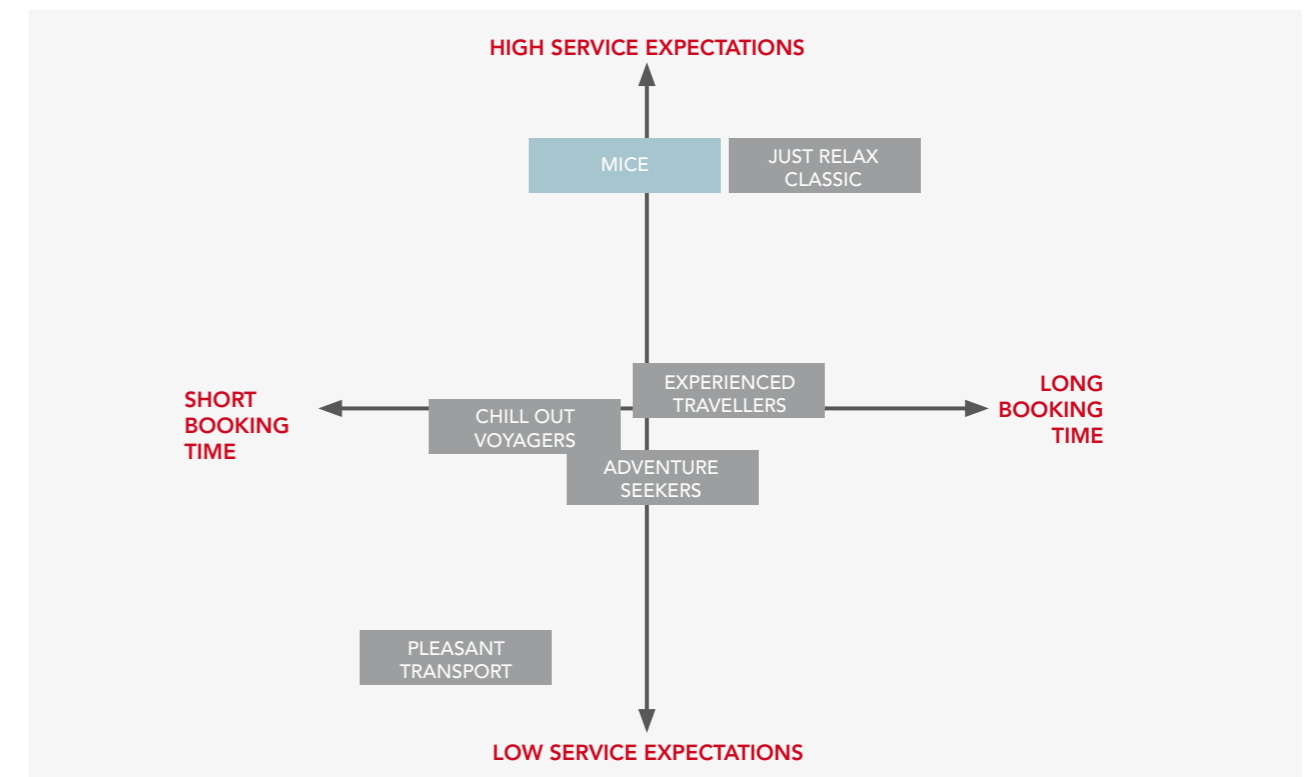 HIGH SERVICE EXPECTATIONS
MICE
JUST RELAX
CLASSIC
EXPERIENCED
TRAVELLERS
SHORT
BOOKING
TIME
LONG
BOOKING
TIME
CHILL OUT
VOYAGERS
ADVENTURE
SEEKERS
PLEASANT
TRANSPORT
LOW SERVICE EXPECTATIONS